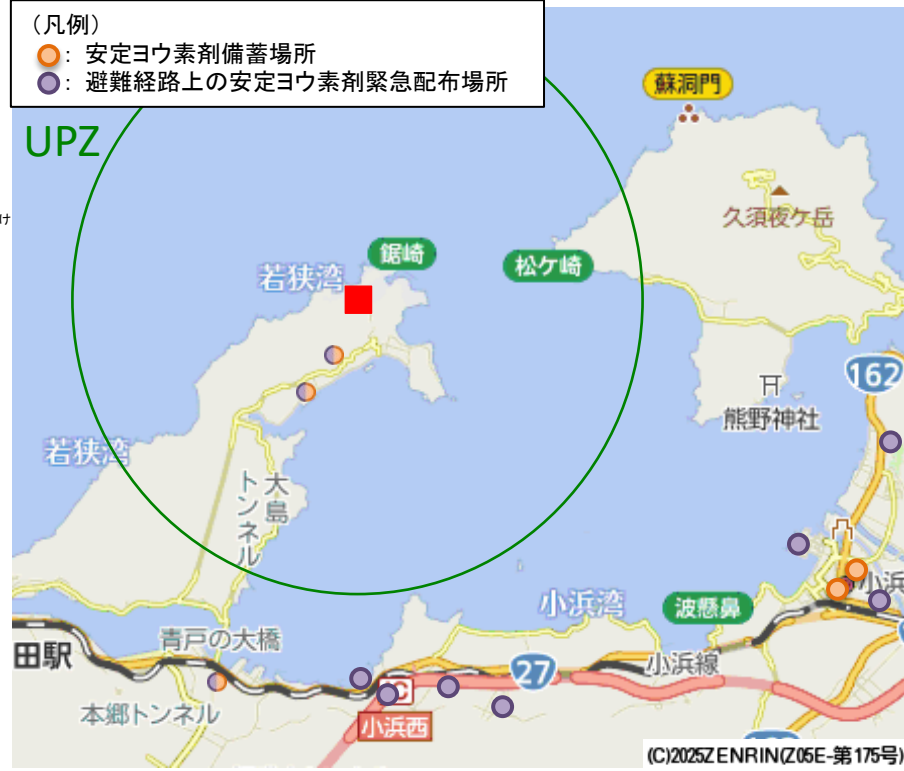 （凡例）
：安定ヨウ素剤備蓄場所
：避難経路上の安定ヨウ素剤緊急配布場所
UPZ
け
蘇洞門
久須夜ケ岳
鋸崎
松ケ崎
若狭湾
162
熊野神社
若狭湾
大島
トンネル
小浜
小浜湾
波懸鼻
青戸の大橋
田駅
27
小浜線
本郷トンネル
小浜西
(C)2025ZENRIN(Z05E-第175号)